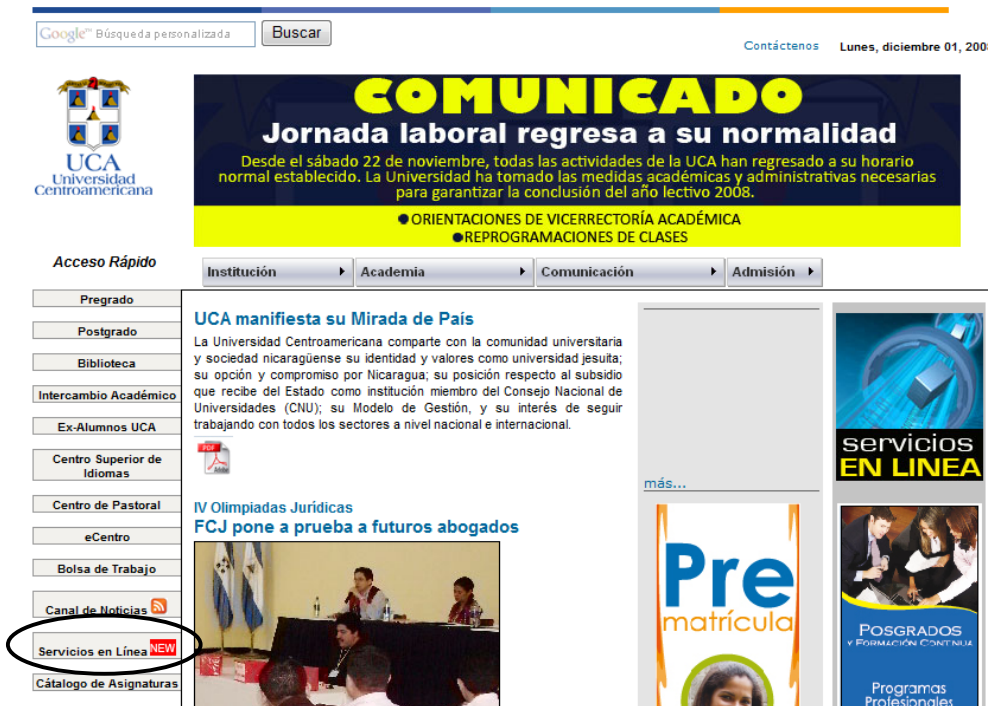 Google™ Búsqueda personalizada
Buscar
Contáctenos
Lunes, diciembre 01, 2008
UCA
Universidad
Centroamericana
COMUNICADO
Jornada laboral regresa a su normalidad
Desde el sábado 22 de noviembre, todas las actividades de la UCA han regresado a su horario
normal establecido. La Universidad ha tomado las medidas académicas y administrativas necesarias
para garantizar la conclusión del año lectivo 2008.
●ORIENTACIONES DE VICERRECTORÍA ACADÉMICA
●REPROGRAMACIONES DE CLASES
Acceso Rápido
Institución
Academia
Comunicación
Admisión
Pregrado
Postgrado
Biblioteca
Intercambio Académico
Ex-Alumnos UCA
Centro Superior de
Idiomas
Centro de Pastoral
eCentro
Bolsa de Trabajo
Canal de Noticias
Servicios en Línea NEW
Cátalogo de Asignaturas
UCA manifiesta su Mirada de País
La Universidad Centroamericana comparte con la comunidad universitaria
y sociedad nicaragüense su identidad y valores como universidad jesuita;
su opción y compromiso por Nicaragua; su posición respecto al subsidio
que recibe del Estado como institución miembro del Consejo Nacional de
Universidades (CNU); su Modelo de Gestión, y su interés de seguir
trabajando con todos los sectores a nivel nacional e internacional.
PDF
Adobe
IV Olimpiadas Jurídicas
FCJ pone a prueba a futuros abogados
más...
Pre
matrícula
servicios
EN LINEA
POSGRADOS
Y FORMACIÓN CONTINUA
Programas
Profesionales